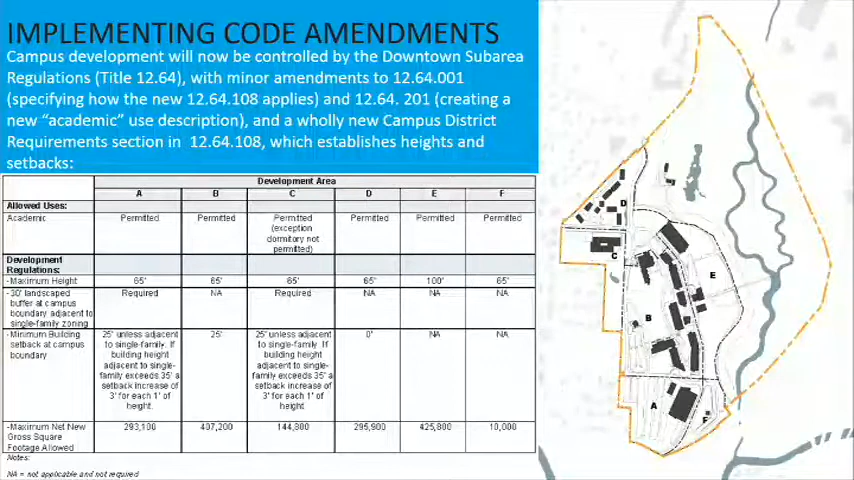 IMPLEMENTING CODE AMENDMENTS
Campus development will now be controlled by the Downtown Subarea
Regulations (Title 12.64), with minor amendments to 12.64.001
(specifying how the new 12.64.108 applies) and 12.64. 201 (creating a
new “academic” use description), and a wholly new Campus District
Requirements section in 12.64.108, which establishes heights and
setbacks:
Development Area
A B C D E F
Allowed Uses:
Academic Permitted Permitted Permitted (exception dormitory not permitted) Permitted Permitted Permitted
Development Regulations:
-Maximum Height 65' 65' 65' 65' 100' 65'
-30' landscaped buffer at campus boundary adjacent to single-family zoning Required NA Required NA NA NA
-Minimum Building setback at campus boundary 25' unless adjacent to single-family. If building height adjacent to single-family exceeds 35' a setback increase of 3' for each 1' of height. 25' 25' unless adjacent to single-family. If building height adjacent to single-family exceeds 35' a setback increase of 3' for each 1' of height 0' NA NA
-Maximum Net New Gross Square Footage Allowed 293,100 407,200 144,300 295,900 425,800 10,000
Notes:
NA = not applicable and not required
D
C
E
B
A
F